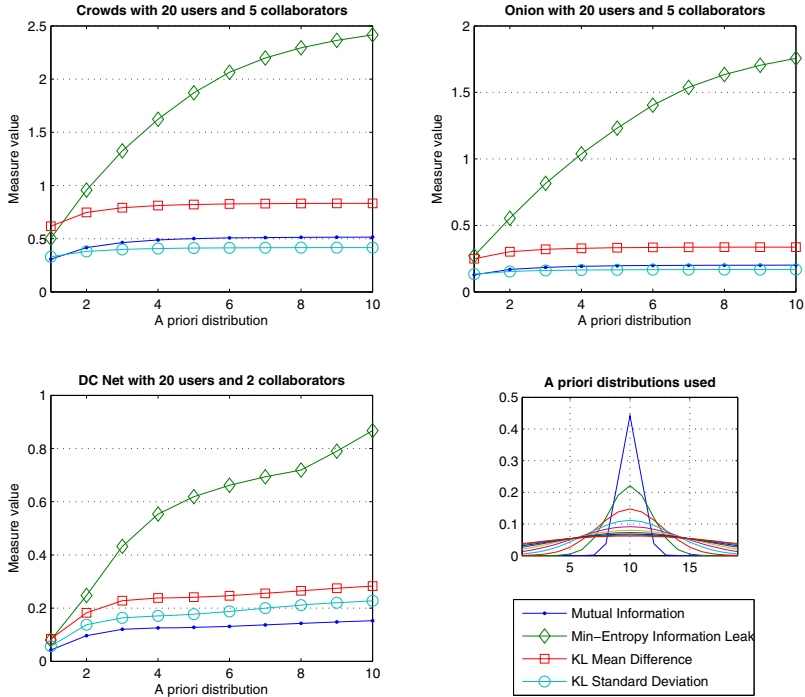 Crowds with 20 users and 5 collaborators
2.5
2
1.5
1
0.5
0
Measure value
2
4
6
8
10
A priori distribution
Onion with 20 users and 5 collaborators
2
1.5
1
0.5
0
Measure value
2
4
6
8
10
A priori distribution
DC Net with 20 users and 2 collaborators
1
0.8
0.6
0.4
0.2
0
Measure value
2
4
6
8
10
A priori distribution
A priori distributions used
0.5
0.4
0.3
0.2
0.1
0
5
10
15
Mutual Information
Min−Entropy Information Leak
KL Mean Difference
KL Standard Deviation